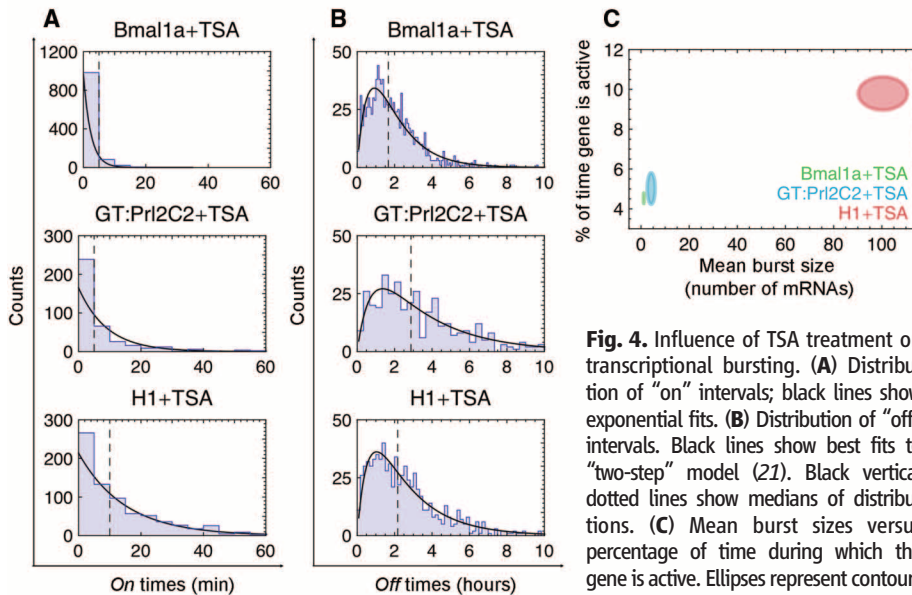 A
Bmal1a+TSA
1200
800
400
0
0 20 40 60
GT:Prl2C2+TSA
300
200
100
0
0 20 40 60
H1+TSA
300
200
100
0
0 20 40 60
Counts
On times (min)
B
Bmal1a+TSA
50
25
0
0 2 4 6 8 10
GT:Prl2C2+TSA
50
25
0
0 2 4 6 8 10
H1+TSA
50
25
0
0 2 4 6 8 10
Counts
Off times (hours)
C
12
10
8
6
4
% of time gene is active
Bmal1a+TSA
GT:Prl2C2+TSA
H1+TSA
0 20 40 60 80 100
Mean burst size
(number of mRNAs)
Fig. 4. Influence of TSA treatment o
transcriptional bursting. (A) Distribu
tion of “on” intervals; black lines show
exponential fits. (B) Distribution of “off
intervals. Black lines show best fits t
“two-step” model (21). Black vertica
dotted lines show medians of distribu
tions. (C) Mean burst sizes versu
percentage of time during which th
gene is active. Ellipses represent contour